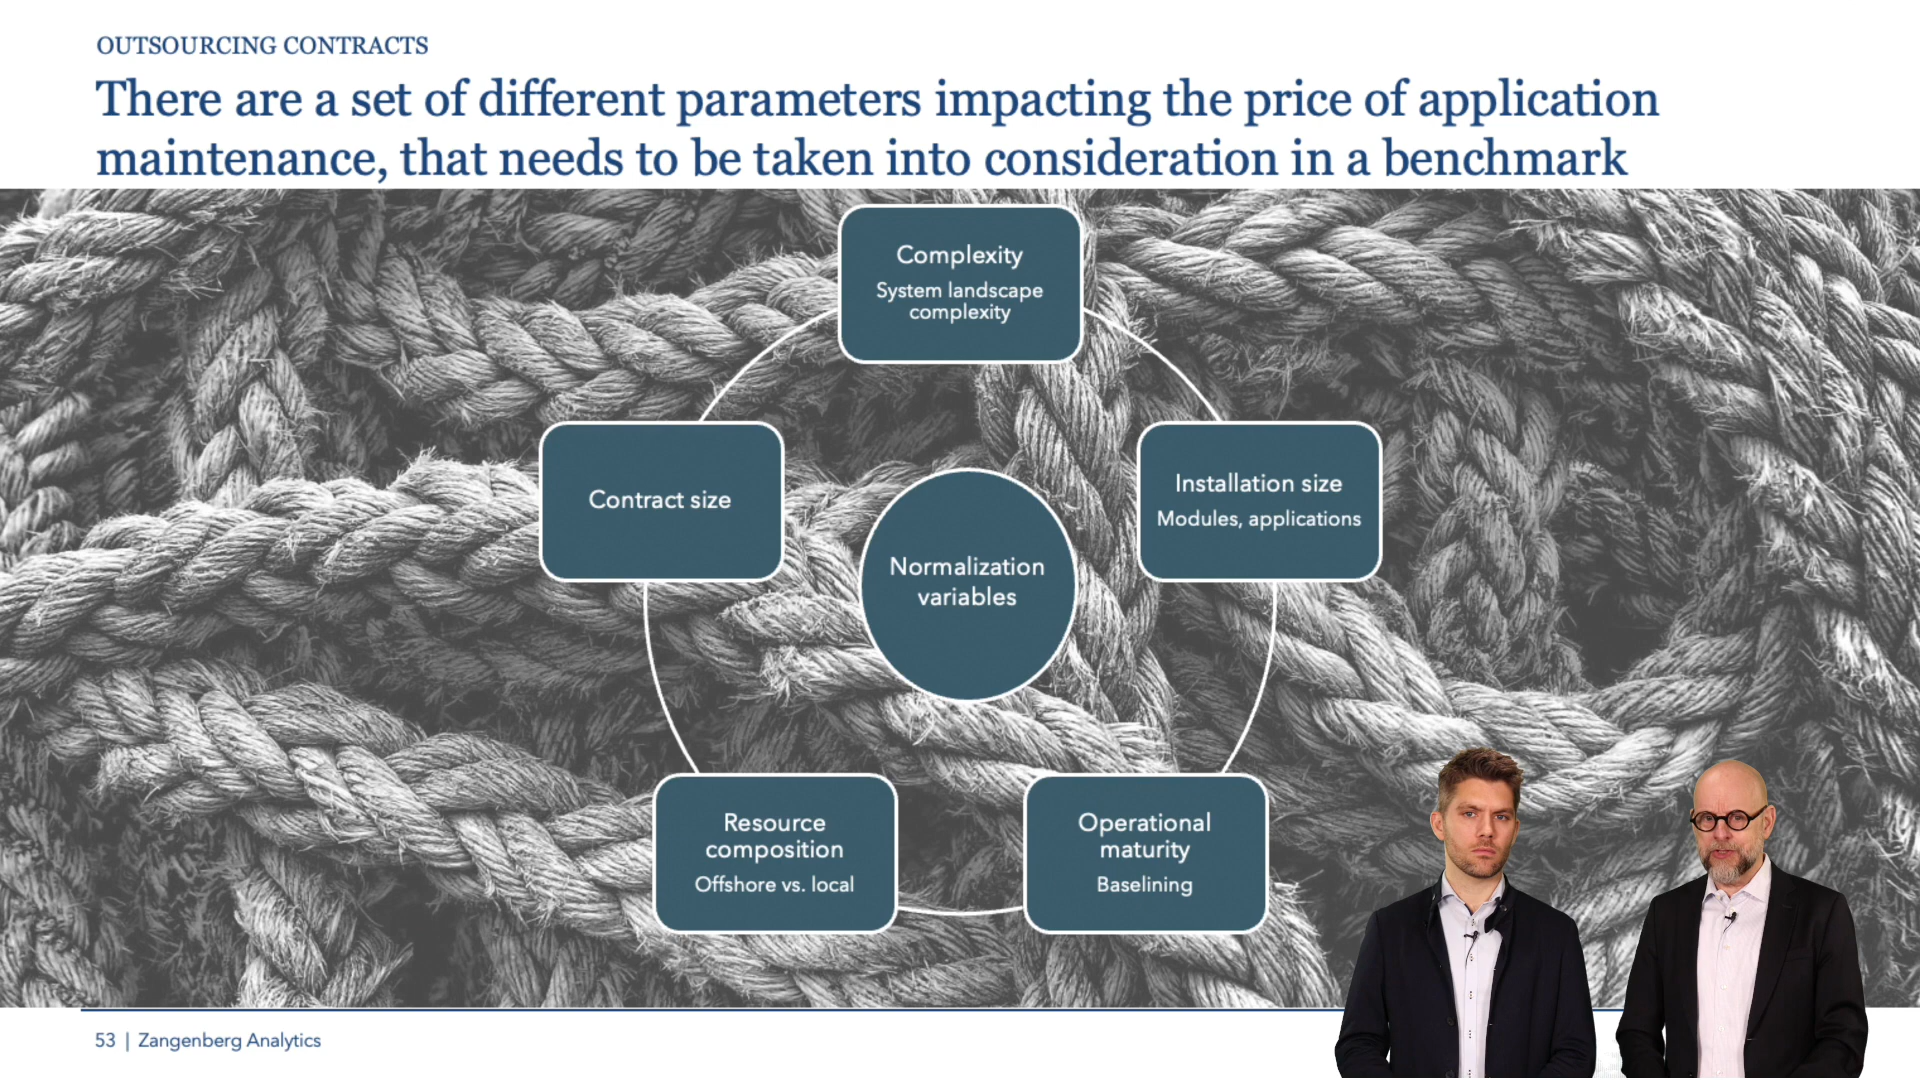 OUTSOURCING CONTRACTS
There are a set of different parameters impacting the price of application
maintenance, that needs to be taken into consideration in a benchmark
Complexity
System landscape
complexity
Contract size
Installation size
Modules, applications
Normalization
variables
Resource
composition
Offshore vs. local
Operational
maturity
Baselining
53 | Zangenberg Analytics